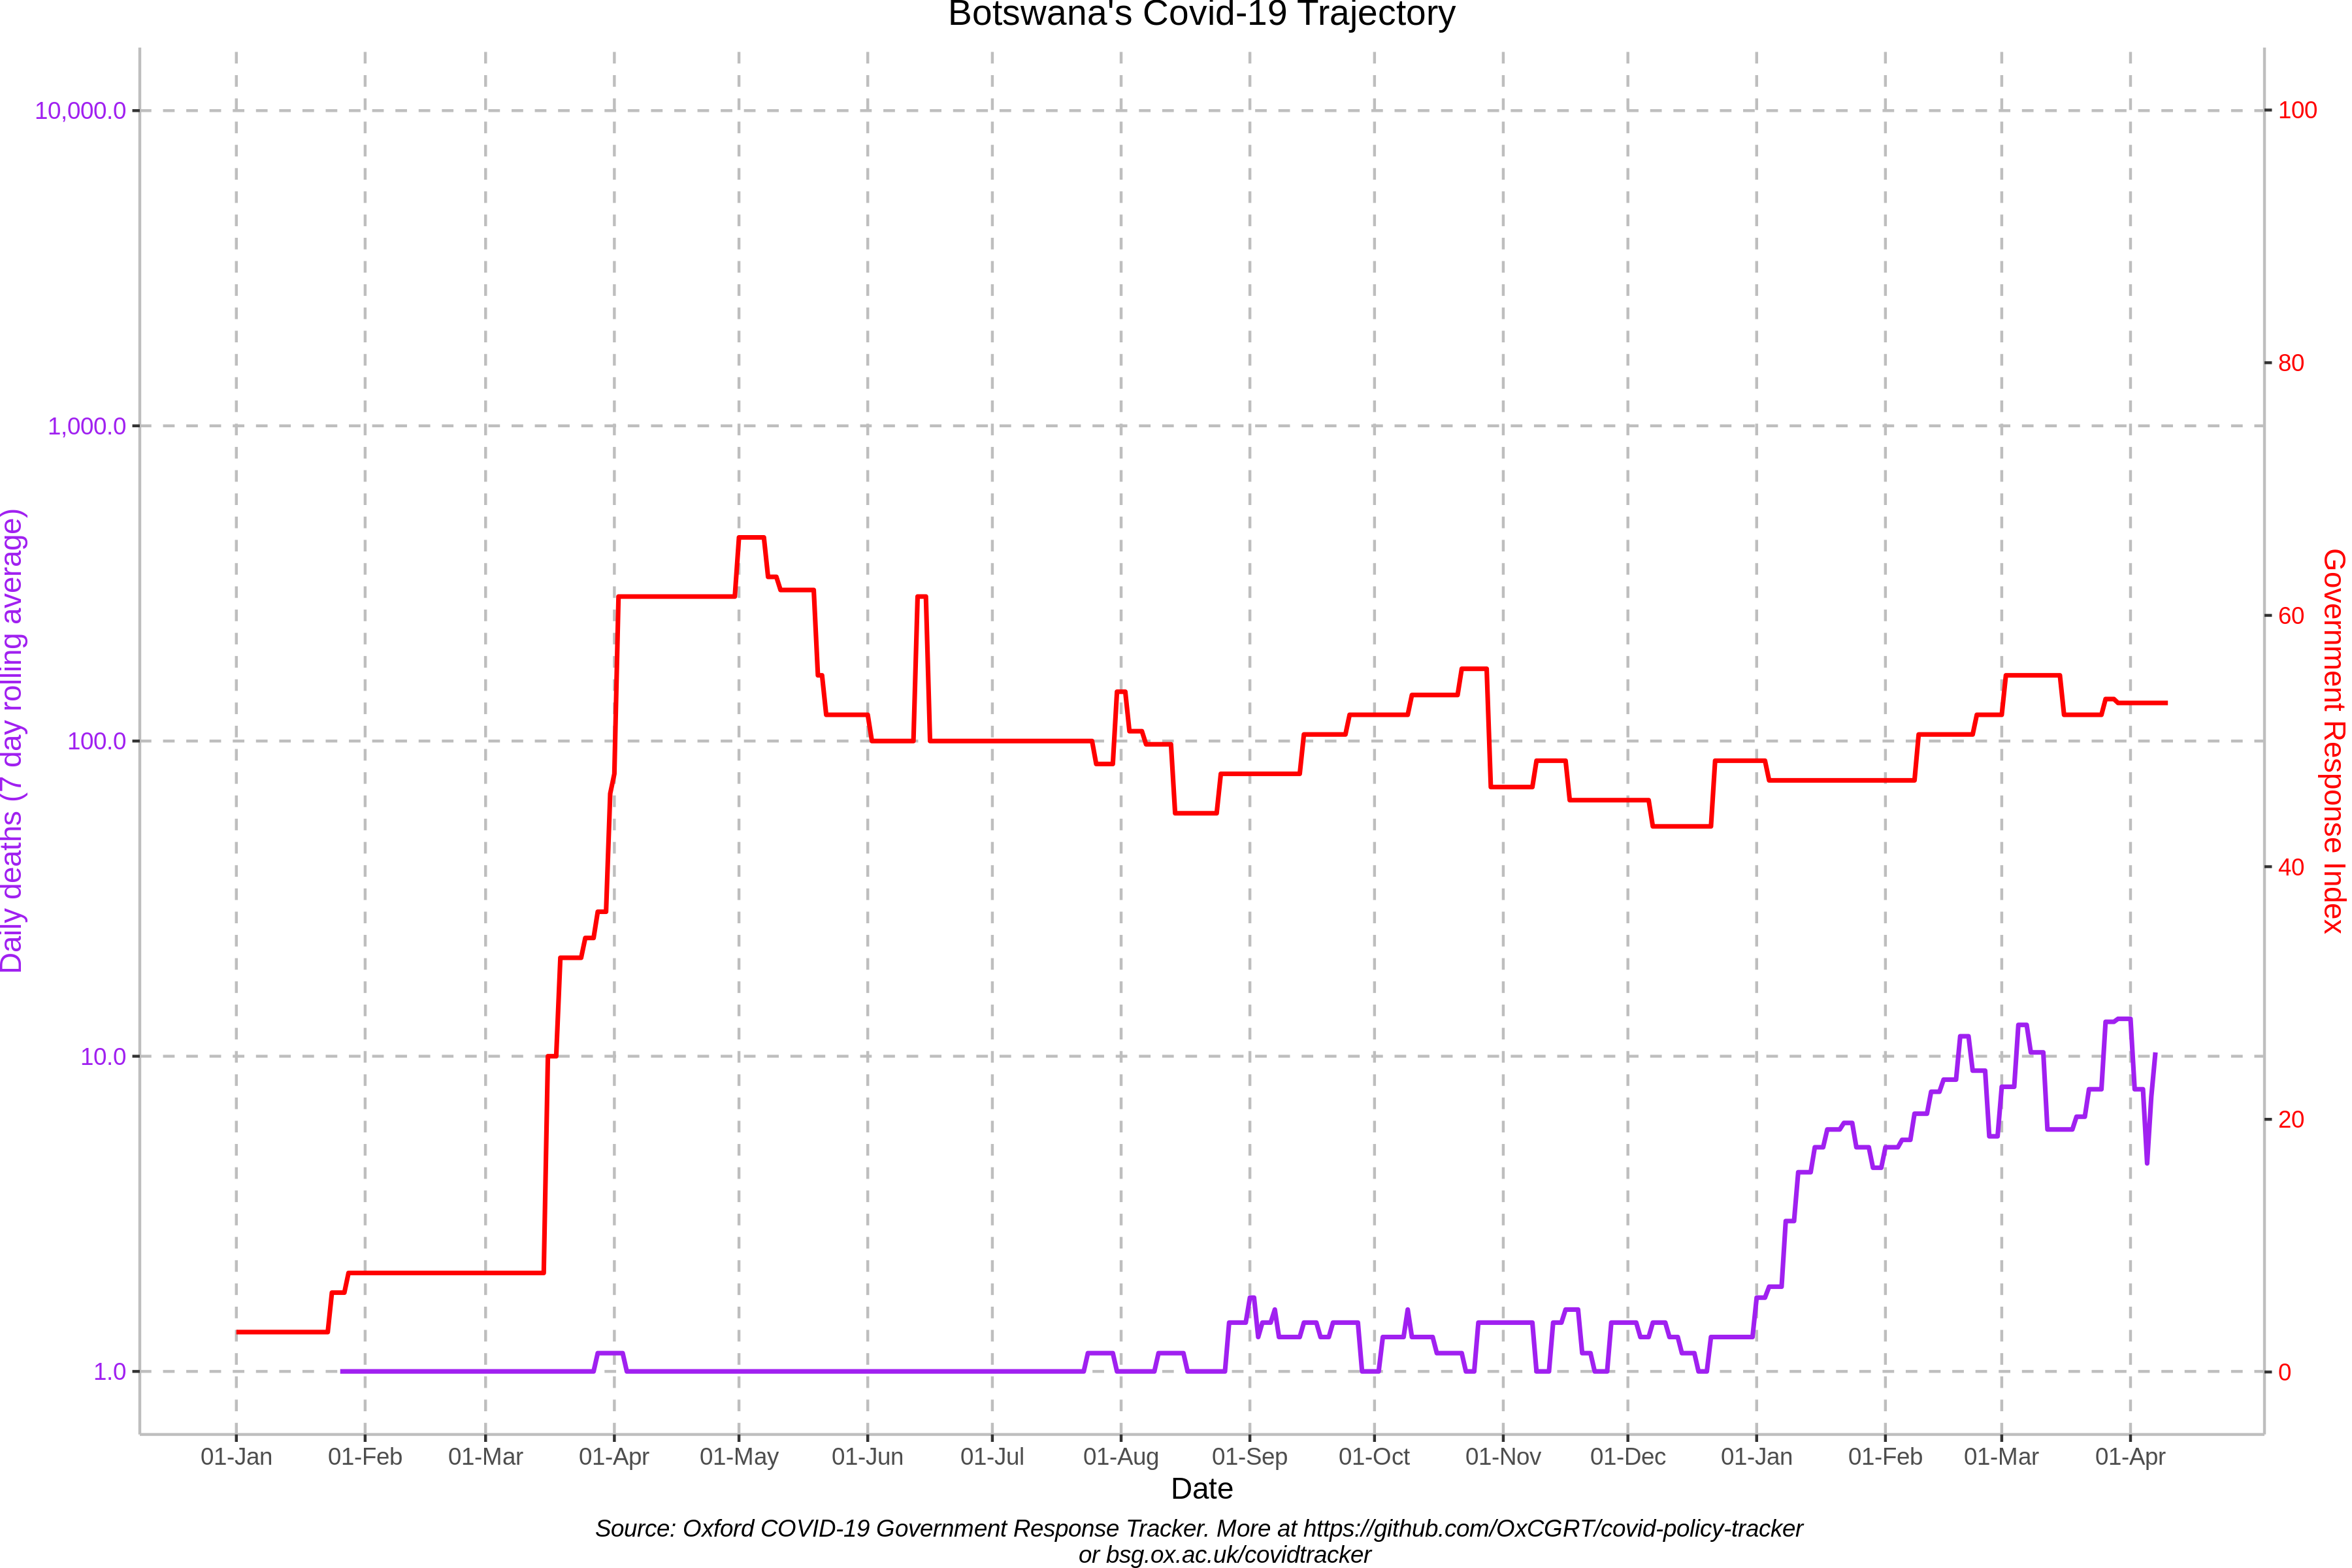 Botswana's Covid-19 Trajectory
10,000.0
1,000.0
100.0
10.0
1.0
Daily deaths (7 day rolling average)
100
80
60
40
20
0
Government Response Index
01-Jan 01-Feb 01-Mar 01-Apr 01-May 01-Jun 01-Jul 01-Aug 01-Sep 01-Oct 01-Nov 01-Dec 01-Jan 01-Feb 01-Mar 01-Apr
Date
Source: Oxford COVID-19 Government Response Tracker. More at https://github.com/OxCGRT/covid-policy-tracker
or bsg.ox.ac.uk/covidtracker